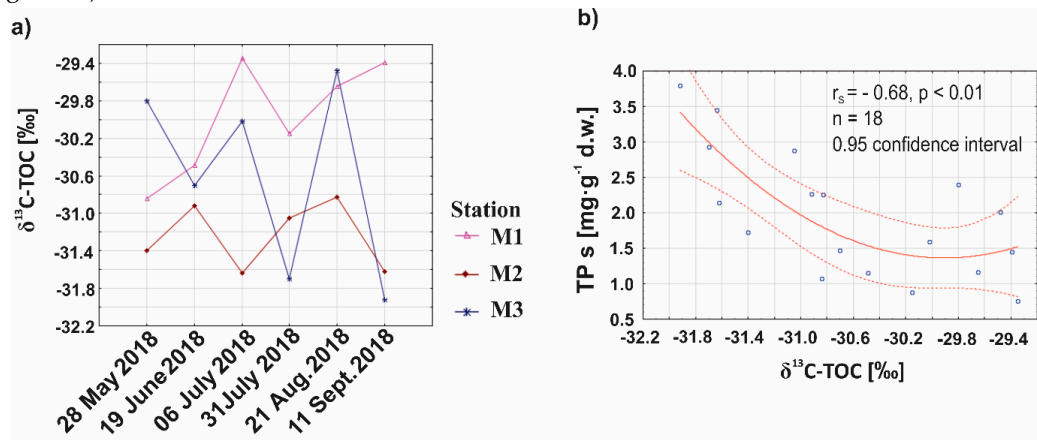 a)
δ¹³C-TOC [‰]
-29.4
-29.8
-30.2
-30.6
-31.0
-31.4
-31.8
-32.2
28 May 2018
19 June 2018
06 July 2018
31July 2018
21 Aug. 2018
11 Sept. 2018
Station
M1
M2
M3
b)
TP s [mg·g⁻¹ d.w.]
4.0
3.5
3.0
2.5
2.0
1.5
1.0
0.5
rₛ = - 0.68, p < 0.01
n = 18
0.95 confidence interval
-32.2 -31.8 -31.4 -31.0 -30.6 -30.2 -29.8 -29.4
δ¹³C-TOC [‰]